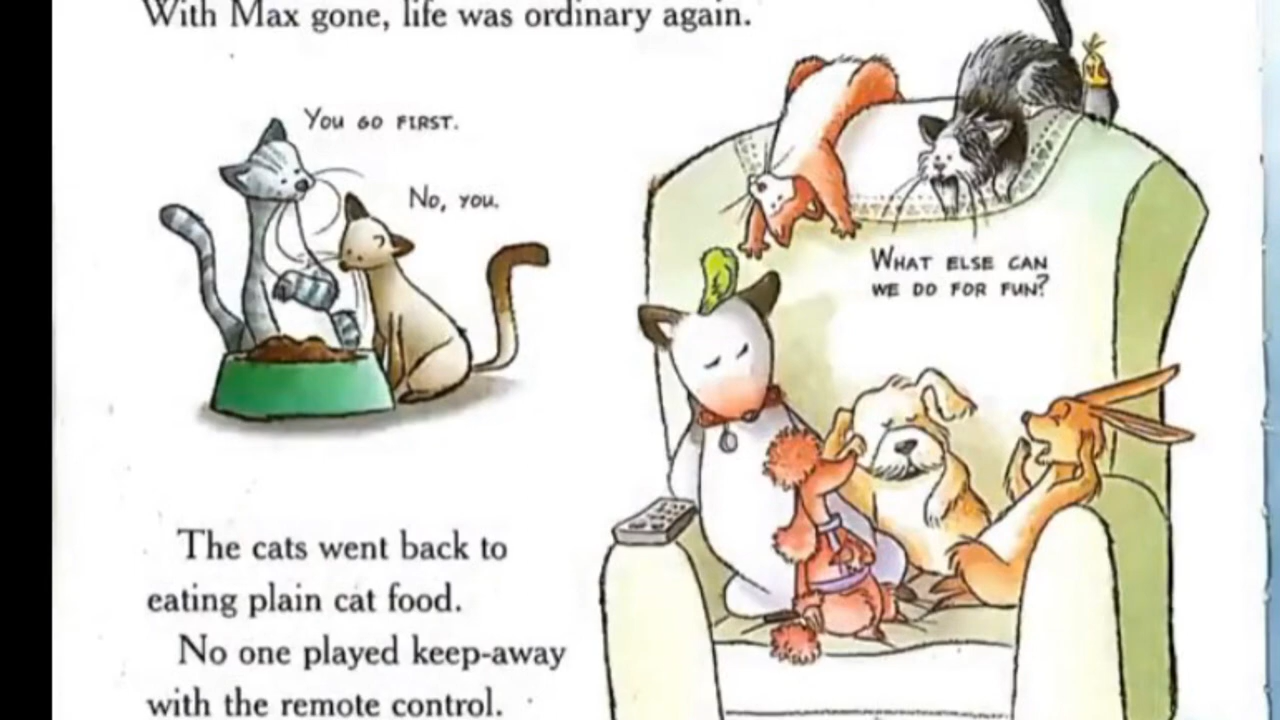 With Max gone, life was ordinary again.
You go first.
No, you.
What else can
we do for fun?
The cats went back to
eating plain cat food.
No one played keep-away
with the remote control.